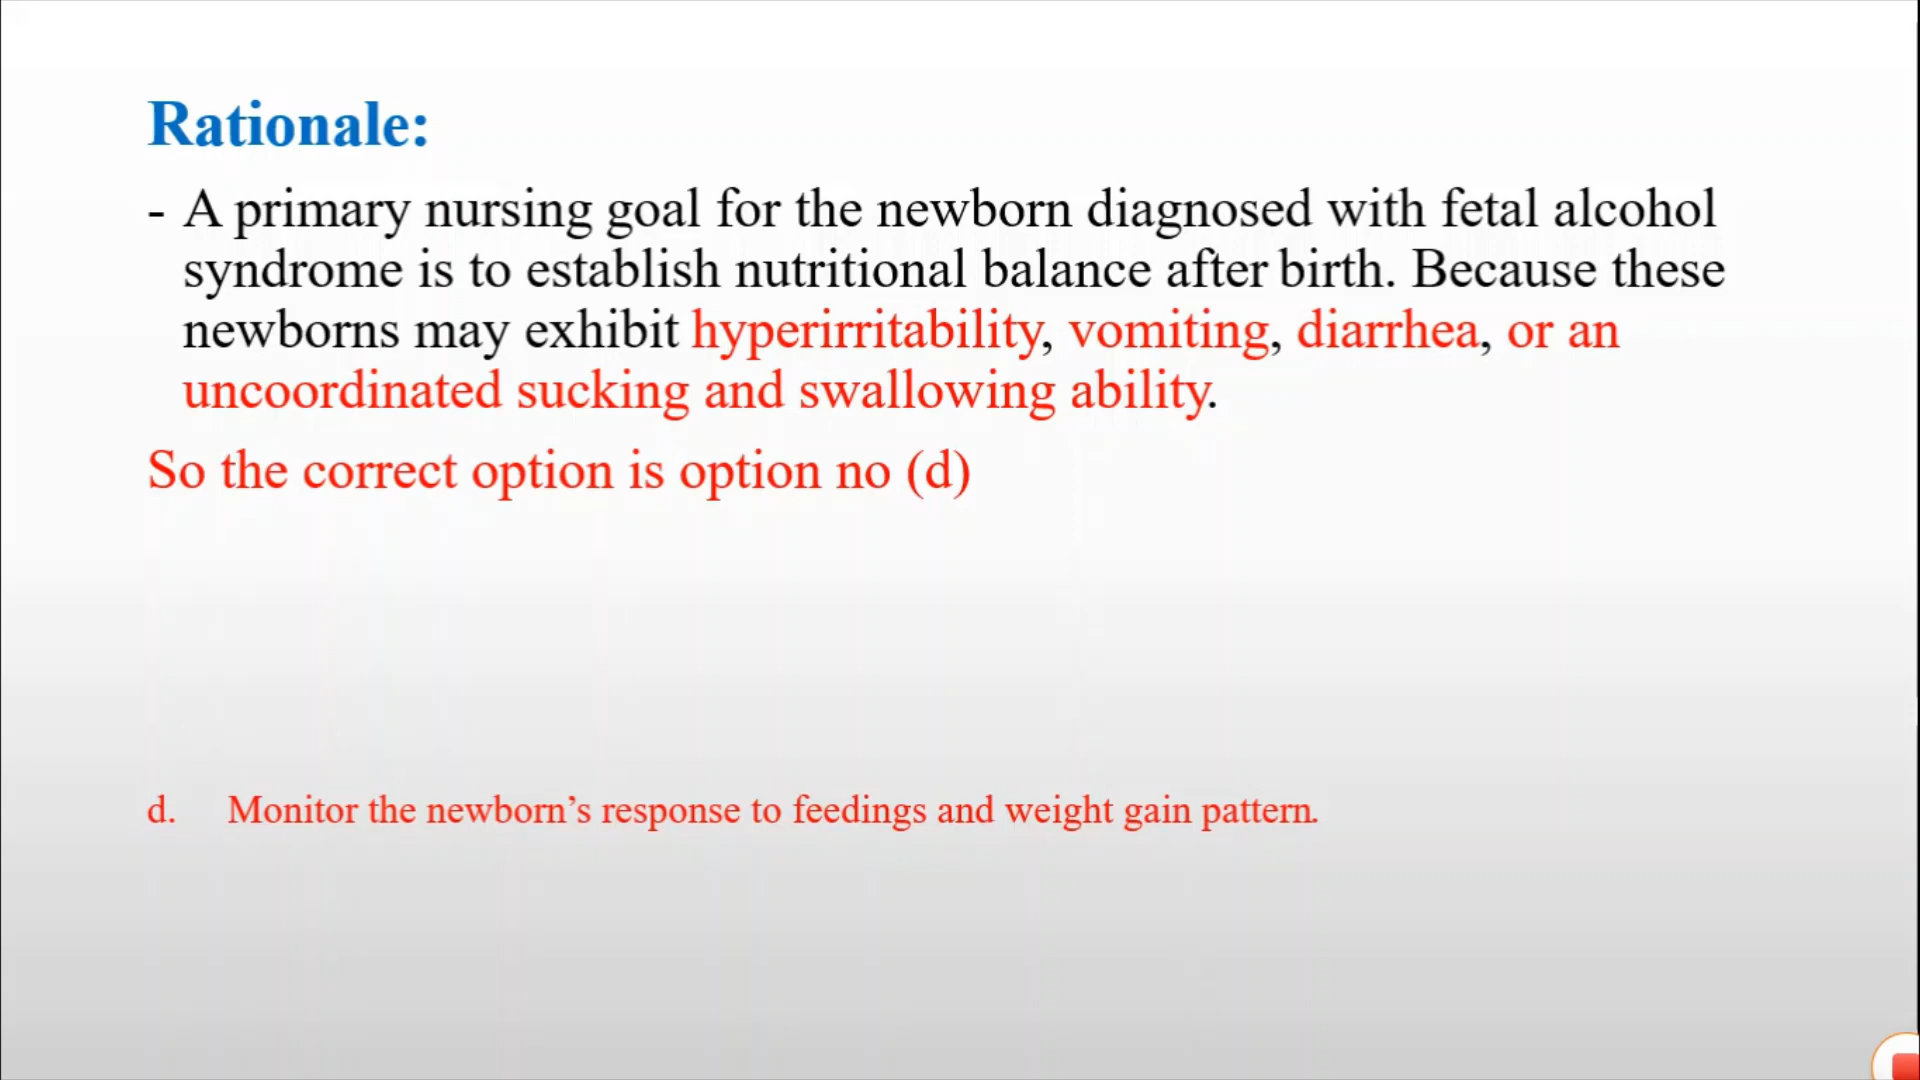 Rationale:
- A primary nursing goal for the newborn diagnosed with fetal alcohol
syndrome is to establish nutritional balance after birth. Because these
newborns may exhibit hyperirritability, vomiting, diarrhea, or an
uncoordinated sucking and swallowing ability.
So the correct option is option no (d)
d. Monitor the newborn’s response to feedings and weight gain pattern.